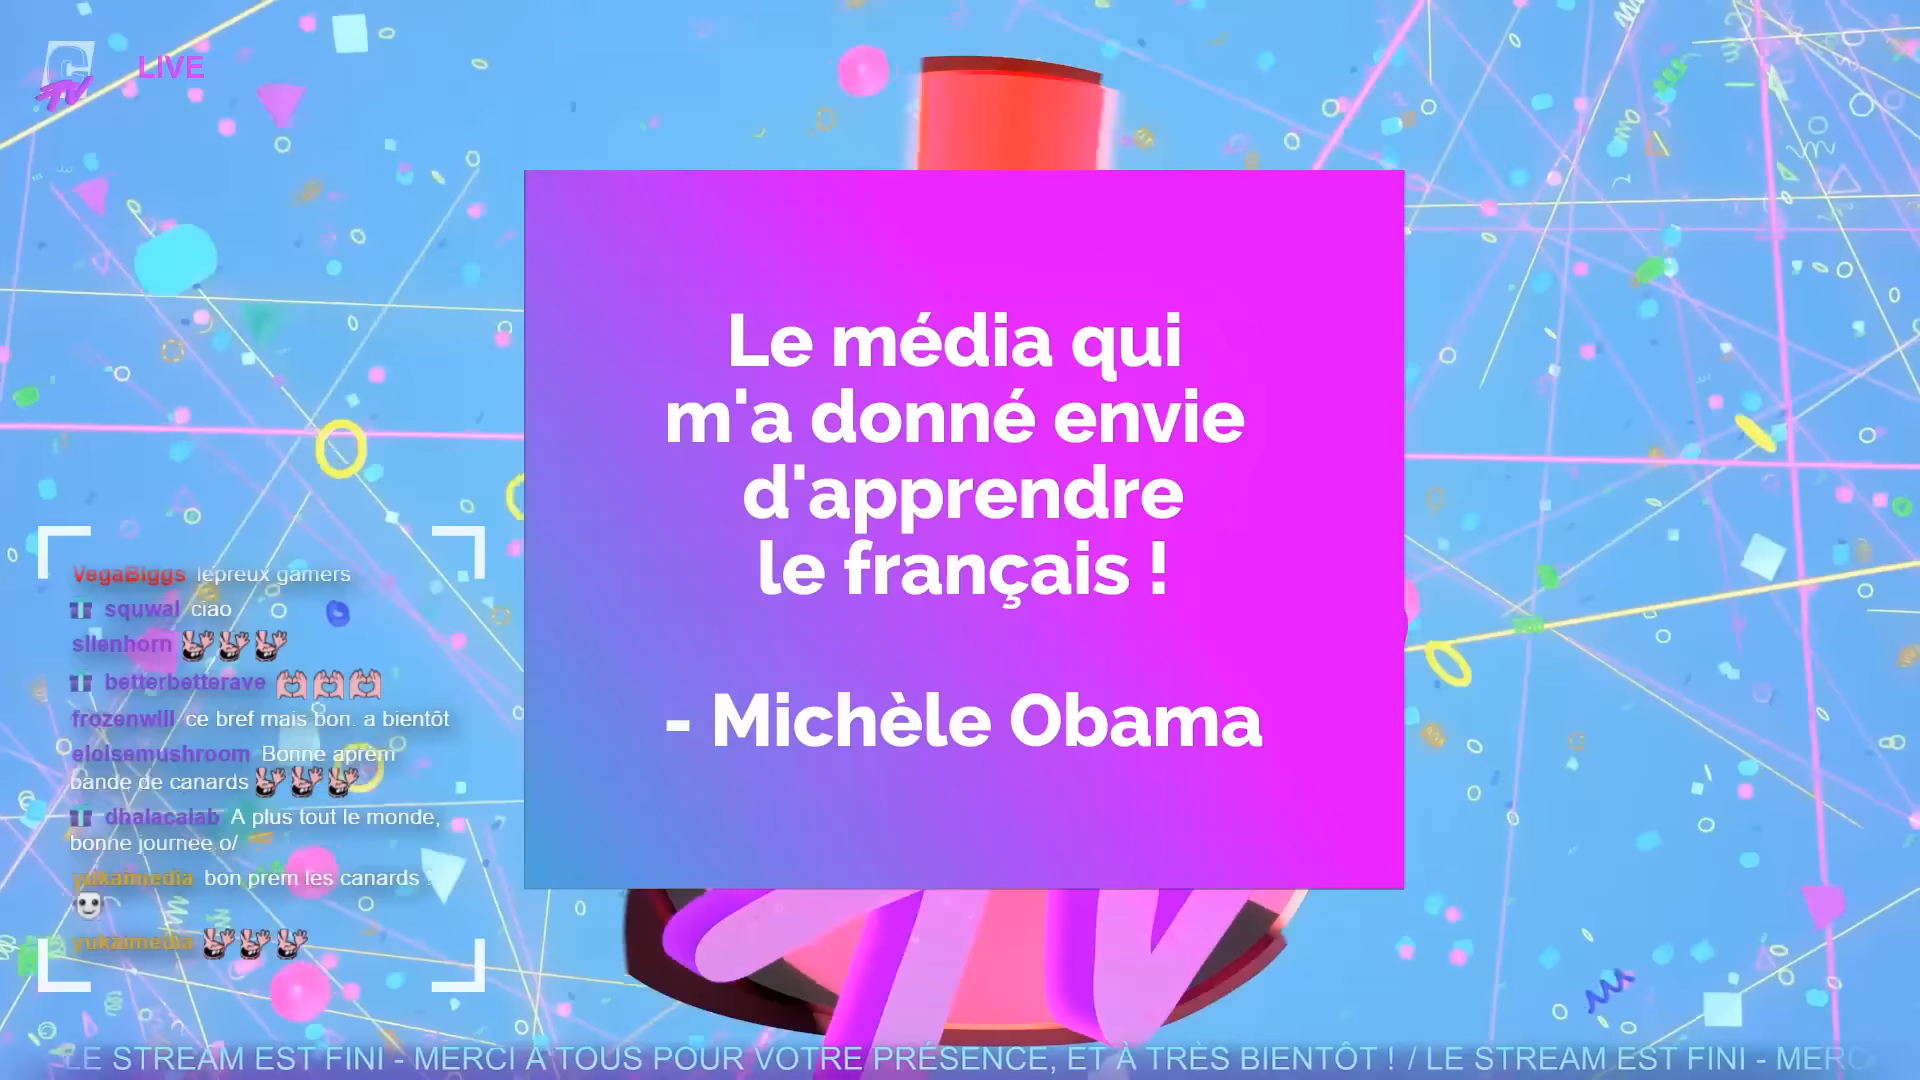 LIVE
Le média qui
m'a donné envie
d'apprendre
le français !
- Michèle Obama
VegaBiggs lepreux gamers
squwal ciao
silenhorn
betterbetterave
frozenwill ce bref mais bon. a bientôt
eloisemushroom Bonne aprem
bande de canards
dhalacalab A plus tout le monde,
bonne journee o/
yukaimedia bon prem les canards !
yukaimedia
LE STREAM EST FINI - MERCI À TOUS POUR VOTRE PRÉSENCE, ET À TRÈS BIENTÔT ! / LE STREAM EST FINI - MERC
TV